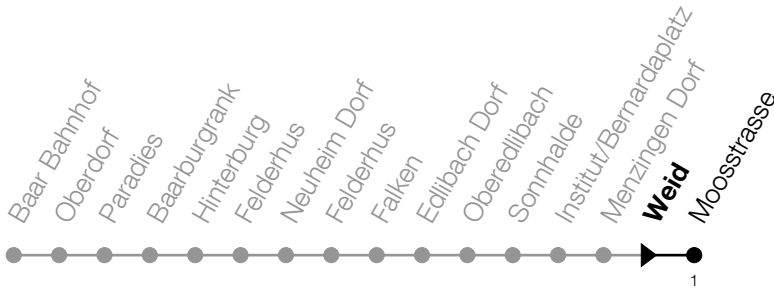 Baar Bahnhof
Oberdorf
Paradies
Baarburgrank
Hinterburg
Felderhus
Neuheim Dorf
Felderhus
Falken
Edlibach Dorf
Oberedlibach
Sonnhalde
Institut/Bernardaplatz
Menzingen Dorf
Weid
Moosstrasse
1